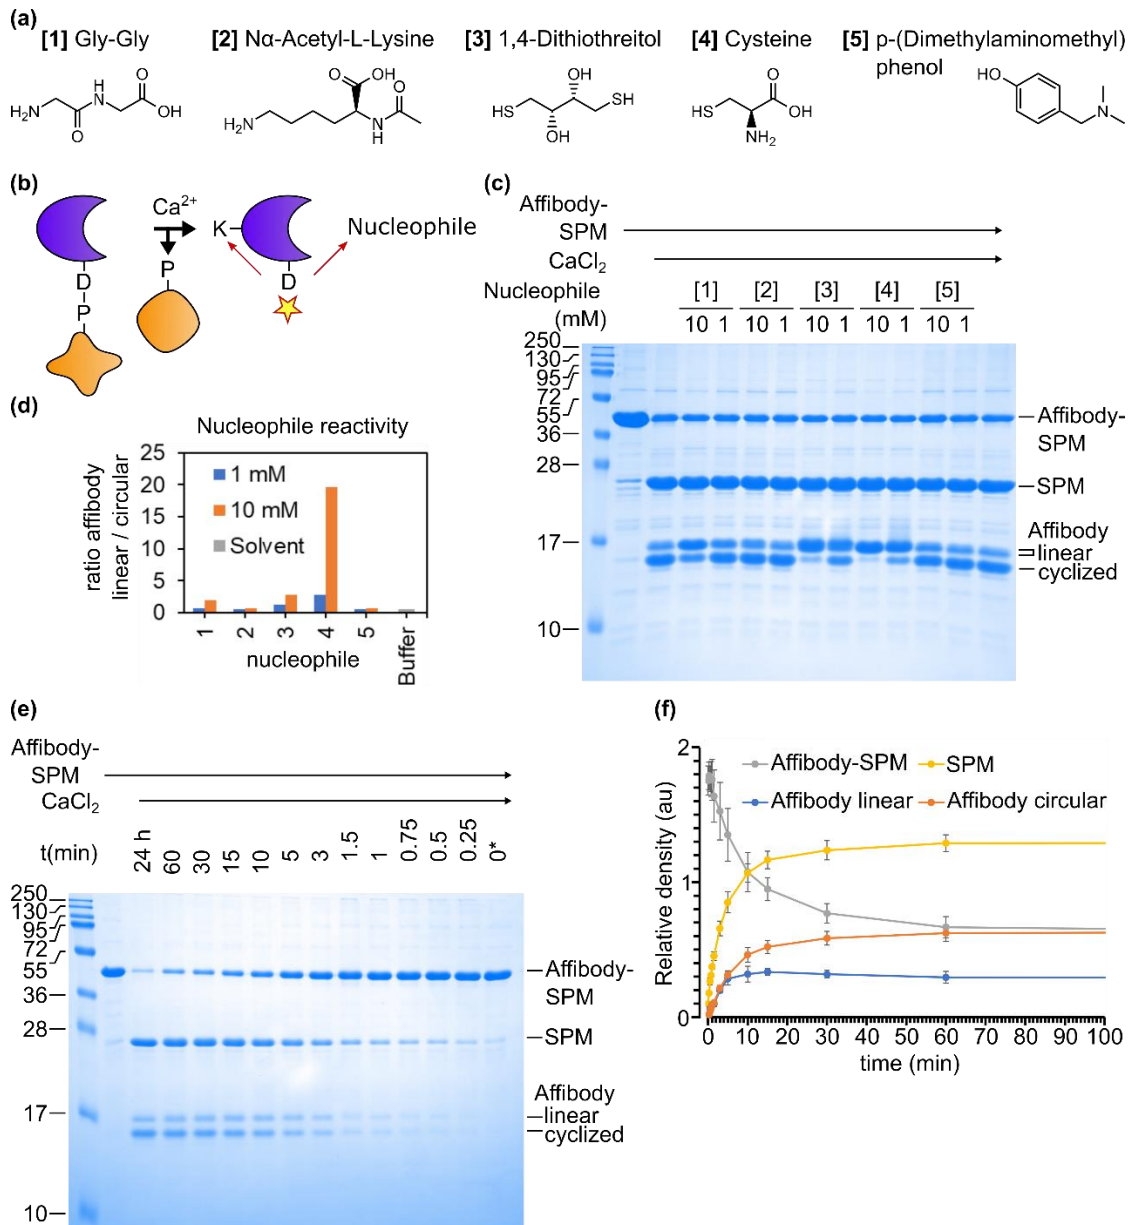 (a)
[1] Gly-Gly
[2] Nα-Acetyl-L-Lysine
[3] 1,4-Dithiothreitol
[4] Cysteine
[5] p-(Dimethylaminomethyl)
phenol
H2N
O
H
N
O
OH
H2N
O
OH
N
H
O
HS
OH
OH
SH
HS
O
OH
NH2
HO
N
(b)
D
P
Ca2+
P
K
D
Nucleophile
(c)
Affibody-
SPM
CaCl2
Nucleophile
(mM)
[1] [2] [3] [4] [5]
10 1 10 1 10 1 10 1 10 1
250
130
95
72
55
36
28
17
10
Affibody-
SPM
SPM
Affibody
linear
cyclized
(d)
Nucleophile reactivity
ratio affibody
linear / circular
25
20
15
10
5
0
1 mM
10 mM
Solvent
1 2 3 4 5 Buffer
nucleophile
(e)
Affibody-
SPM
CaCl2
t(min)
24 h 60 30 15 10 5 3 1.5 1 0.75 0.5 0.25 0*
250
130
95
72
55
36
28
17
10
Affibody-
SPM
SPM
Affibody
linear
cyclized
(f)
Relative density (au)
2
1
0
Affibody-SPM
SPM
Affibody linear
Affibody circular
0 10 20 30 40 50 60 70 80 90 100
time (min)